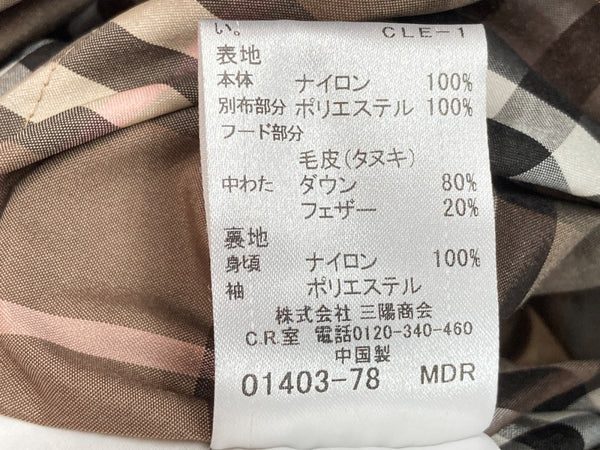 い。 CLE-1
表地
本体 ナイロン 100%
別布部分 ポリエステル 100%
フード部分
毛皮(タヌキ)
中わた ダウン 80%
フェザー 20%
裏地
身頃 ナイロン 100%
袖 ポリエステル
株式会社 三陽商会
C.R.室 電話0120-340-460
中国製
01403-78 MDR